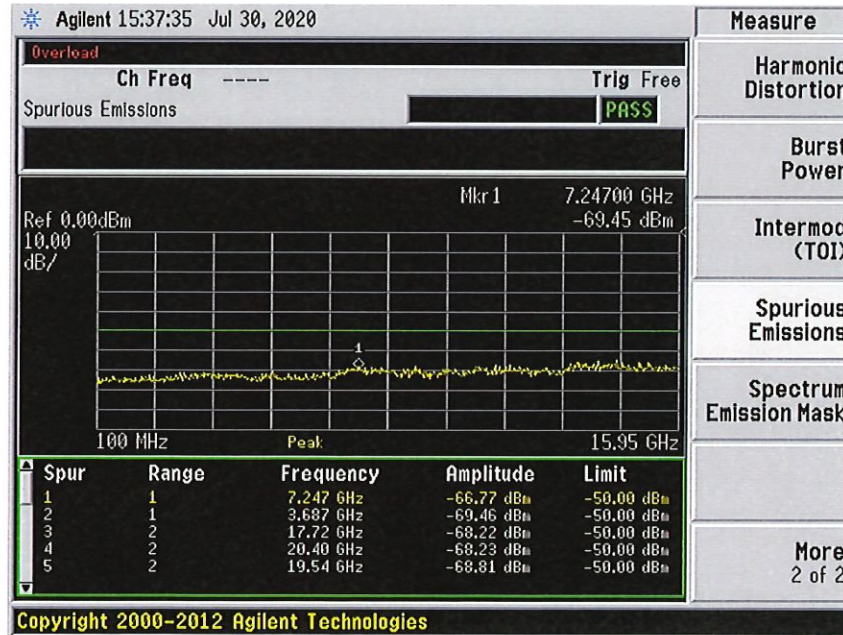 Agilent 15:37:35 Jul 30, 2020
Measure
Overload
Ch Freq ----
Trig Free
Spurious Emissions
PASS
Mkr1 7.24700 GHz
Ref 0.00dBm
-69.45 dBm
10.00
dB/
1
100 MHz
Peak
15.95 GHz
Spur Range Frequency Amplitude Limit
1 1 7.247 GHz -66.77 dBm -50.00 dBm
2 1 3.687 GHz -69.46 dBm -50.00 dBm
3 2 17.72 GHz -68.22 dBm -50.00 dBm
4 2 20.40 GHz -68.23 dBm -50.00 dBm
5 2 19.54 GHz -68.81 dBm -50.00 dBm
Harmonic
Distortion
Burst
Power
Intermod
(TOI)
Spurious
Emissions
Spectrum
Emission Mask
More
2 of 2
Copyright 2000-2012 Agilent Technologies